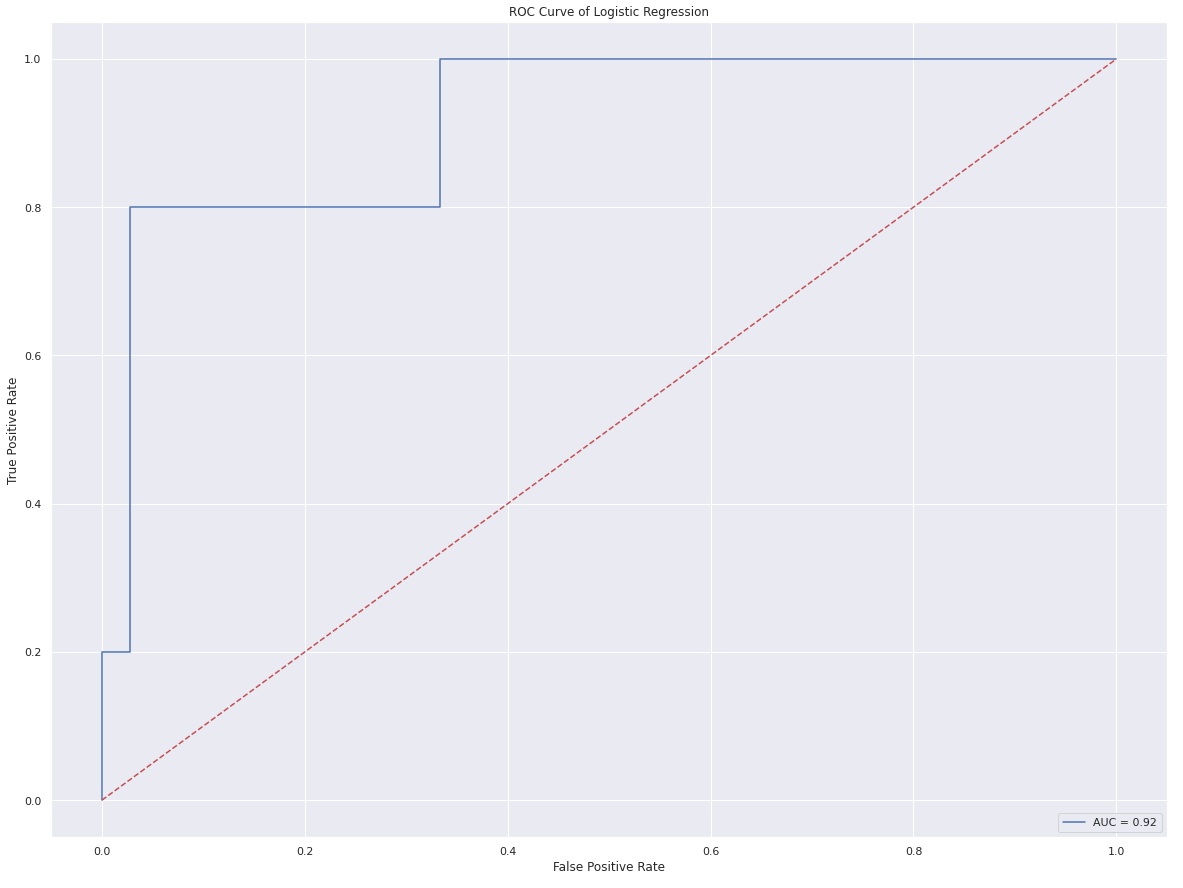 ROC Curve of Logistic Regression
1.0
0.8
0.6
0.4
0.2
0.0
True Positive Rate
0.0 0.2 0.4 0.6 0.8 1.0
False Positive Rate
AUC = 0.92